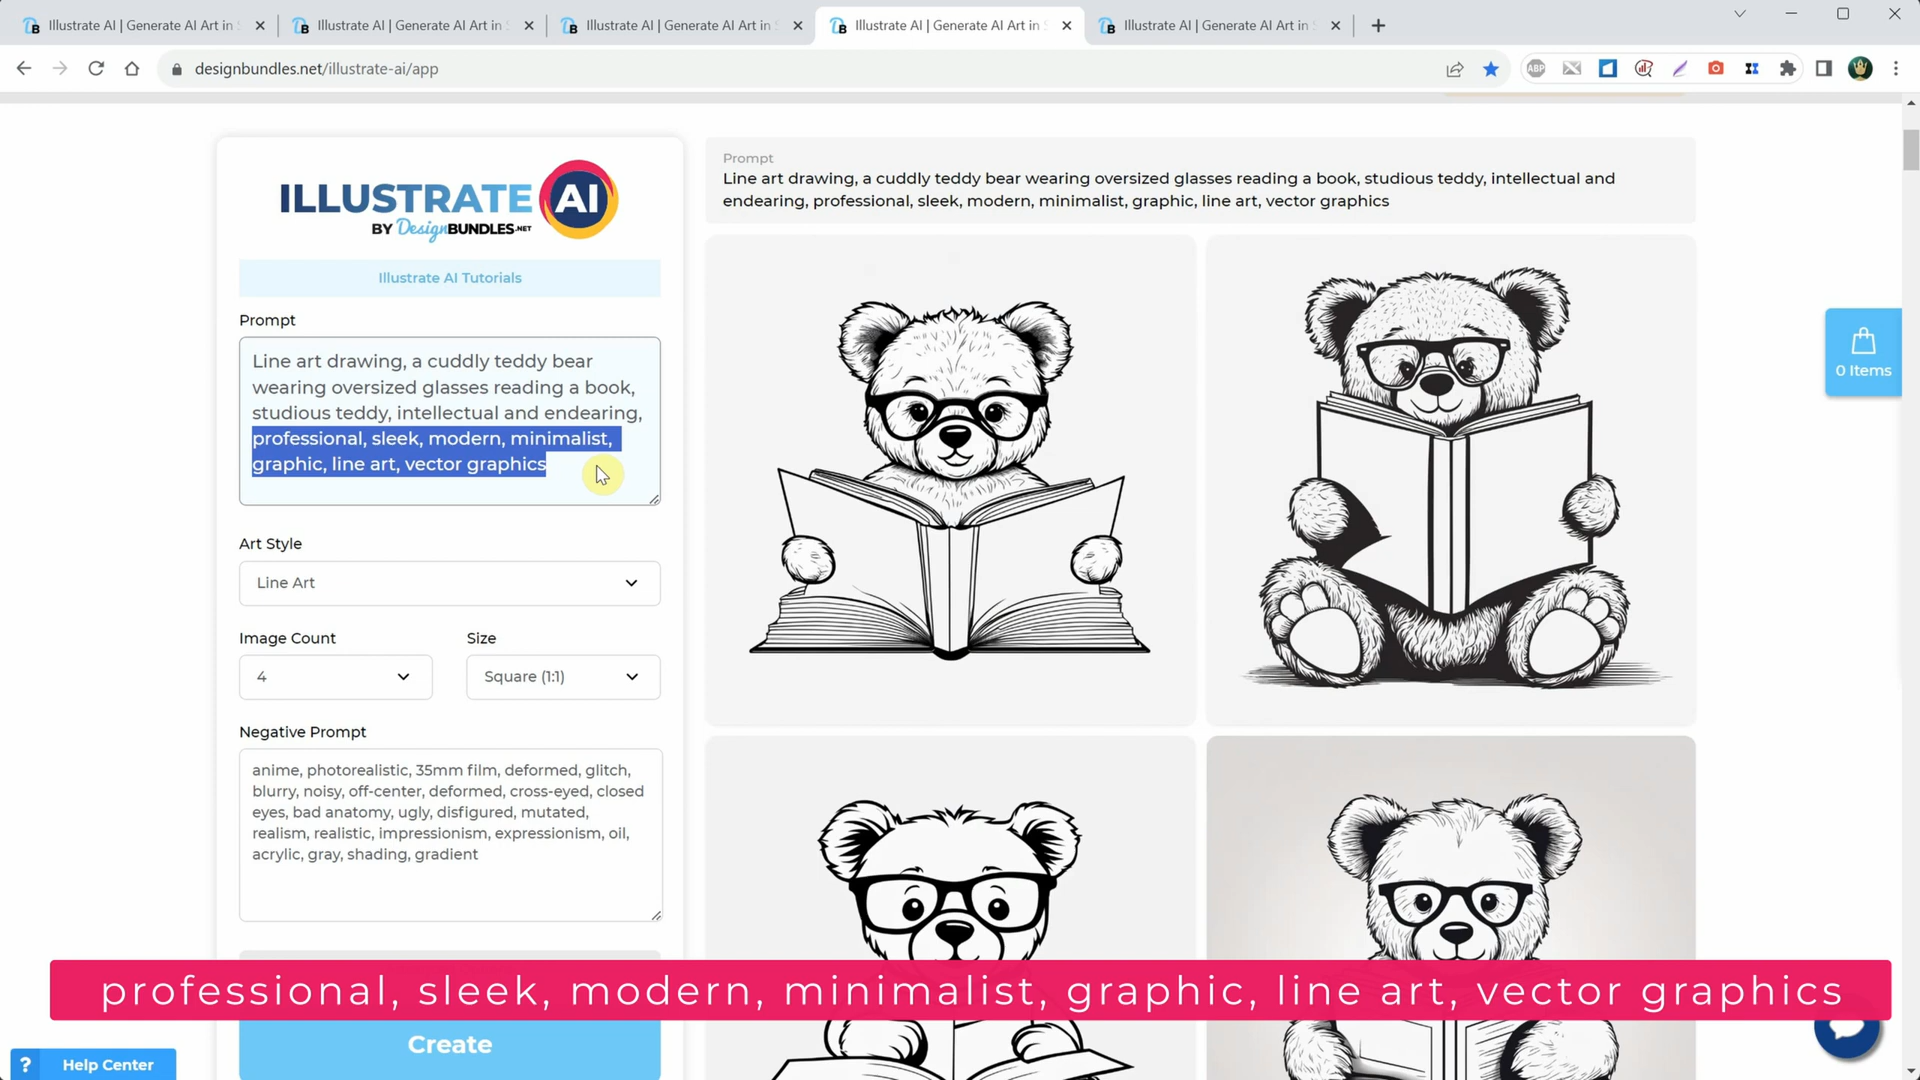 Illustrate AI | Generate AI Art in
Illustrate AI | Generate AI Art in
Illustrate AI | Generate AI Art in
Illustrate AI | Generate AI Art in
Illustrate AI | Generate AI Art in
designbundles.net/illustrate-ai/app
ABP
ILLUSTRATE AI
BY DesignBUNDLES.NET
Illustrate AI Tutorials
Prompt
Line art drawing, a cuddly teddy bear
wearing oversized glasses reading a book,
studious teddy, intellectual and endearing,
professional, sleek, modern, minimalist,
graphic, line art, vector graphics
Art Style
Line Art
Image Count
Size
4
Square (1:1)
Negative Prompt
anime, photorealistic, 35mm film, deformed, glitch,
blurry, noisy, off-center, deformed, cross-eyed, closed
eyes, bad anatomy, ugly, disfigured, mutated,
realism, realistic, impressionism, expressionism, oil,
acrylic, gray, shading, gradient
Create
? Help Center
Prompt
Line art drawing, a cuddly teddy bear wearing oversized glasses reading a book, studious teddy, intellectual and
endearing, professional, sleek, modern, minimalist, graphic, line art, vector graphics
0 Items
professional, sleek, modern, minimalist, graphic, line art, vector graphics